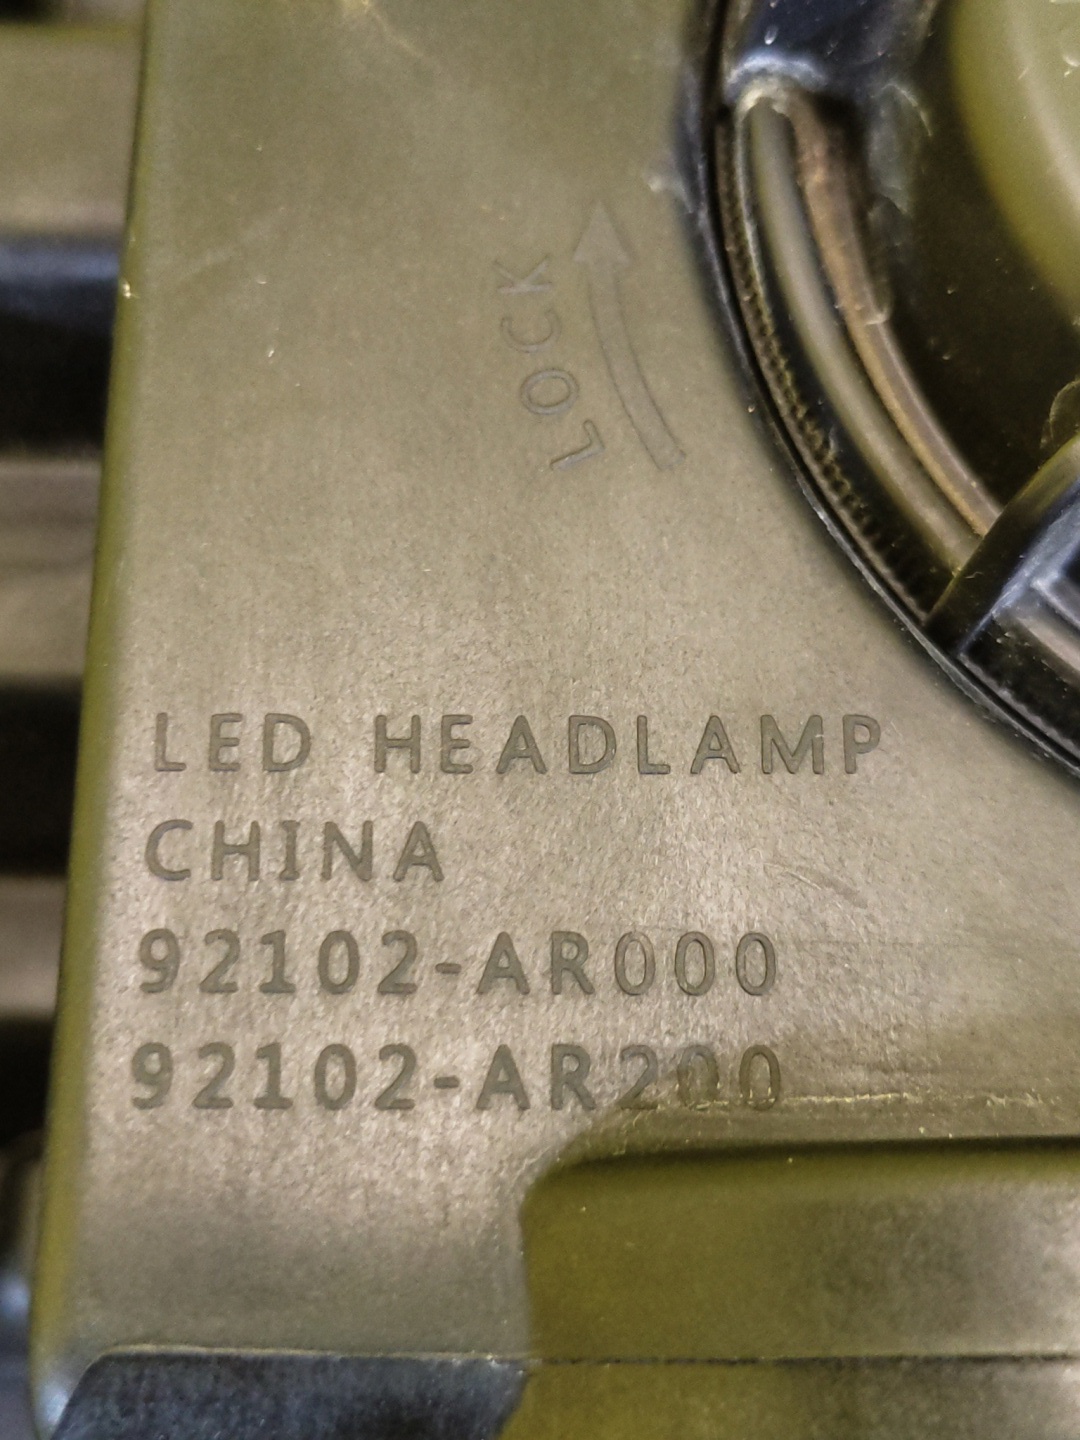 LOCK
LED HEADLAMP
CHINA
92102-AR000
92102-AR200